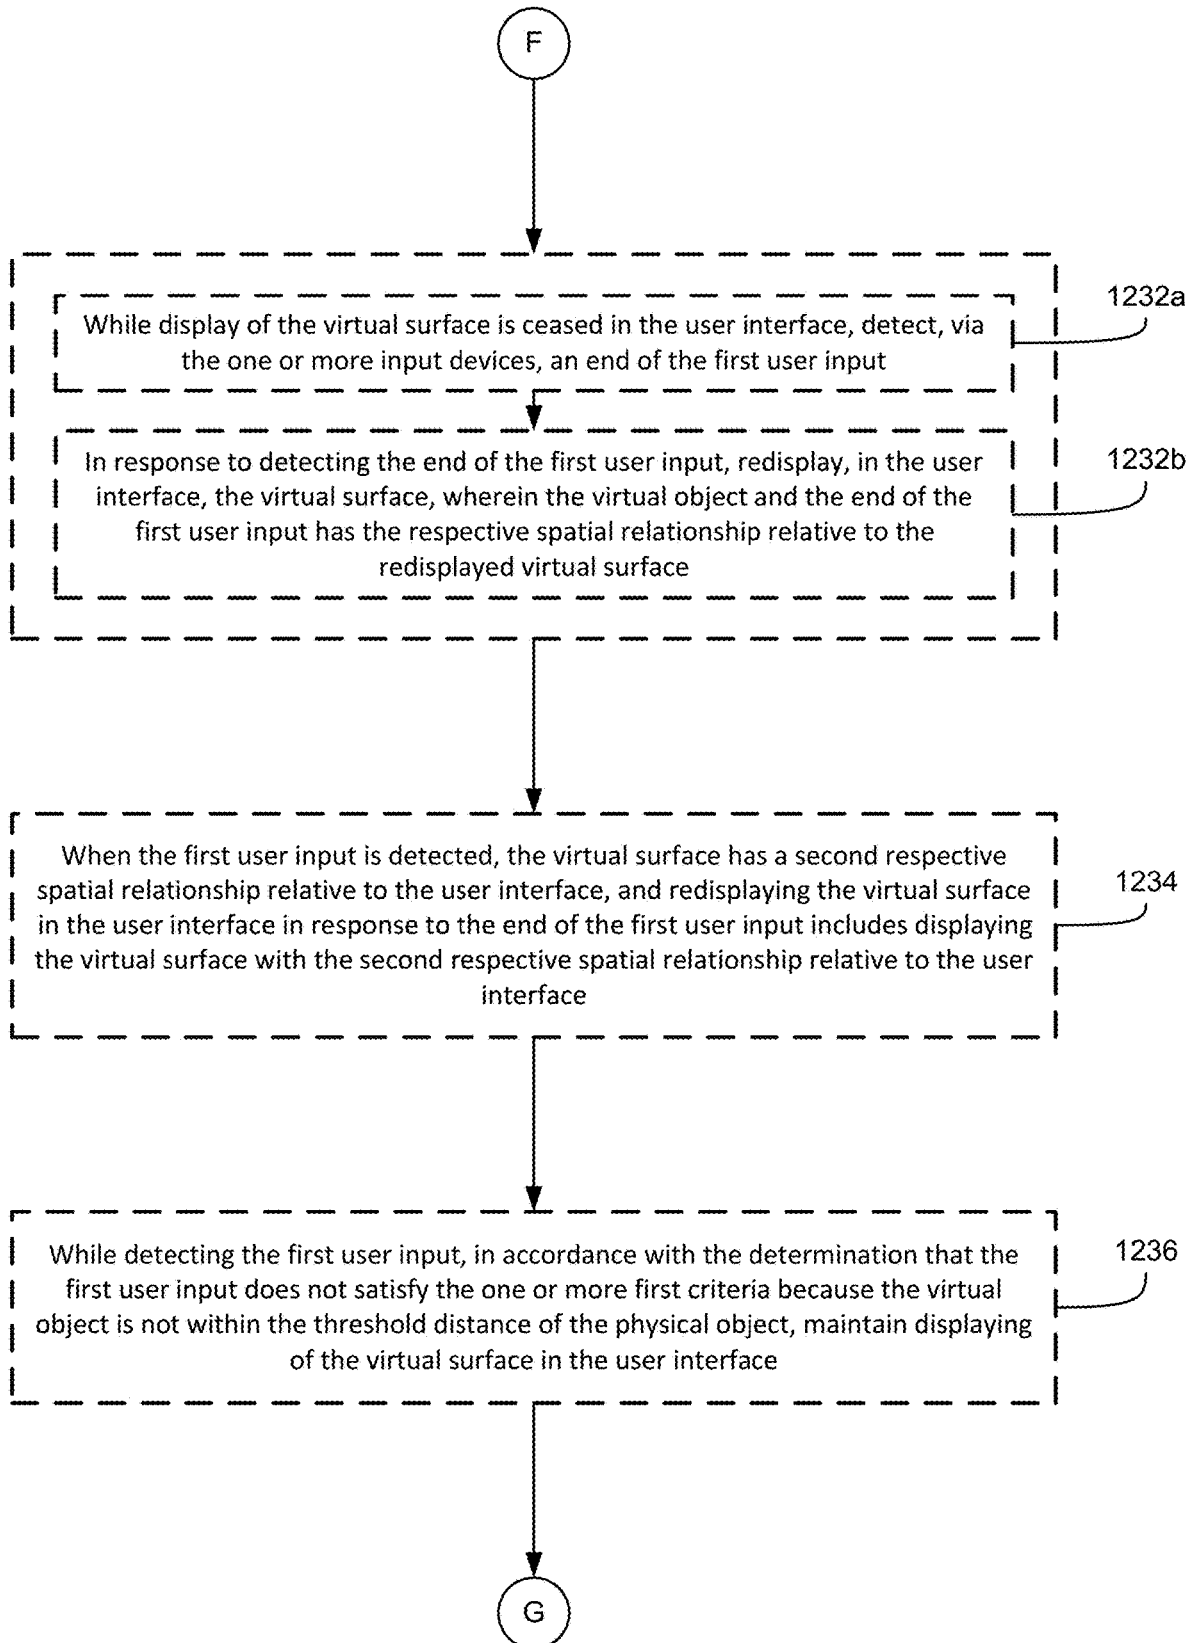 F
1232a
While display of the virtual surface is ceased in the user interface, detect, via
the one or more input devices, an end of the first user input
1232b
In response to detecting the end of the first user input, redisplay, in the user
interface, the virtual surface, wherein the virtual object and the end of the
first user input has the respective spatial relationship relative to the
redisplayed virtual surface
1234
When the first user input is detected, the virtual surface has a second respective
spatial relationship relative to the user interface, and redisplaying the virtual surface
in the user interface in response to the end of the first user input includes displaying
the virtual surface with the second respective spatial relationship relative to the user
interface
1236
While detecting the first user input, in accordance with the determination that the
first user input does not satisfy the one or more first criteria because the virtual
object is not within the threshold distance of the physical object, maintain displaying
of the virtual surface in the user interface
G